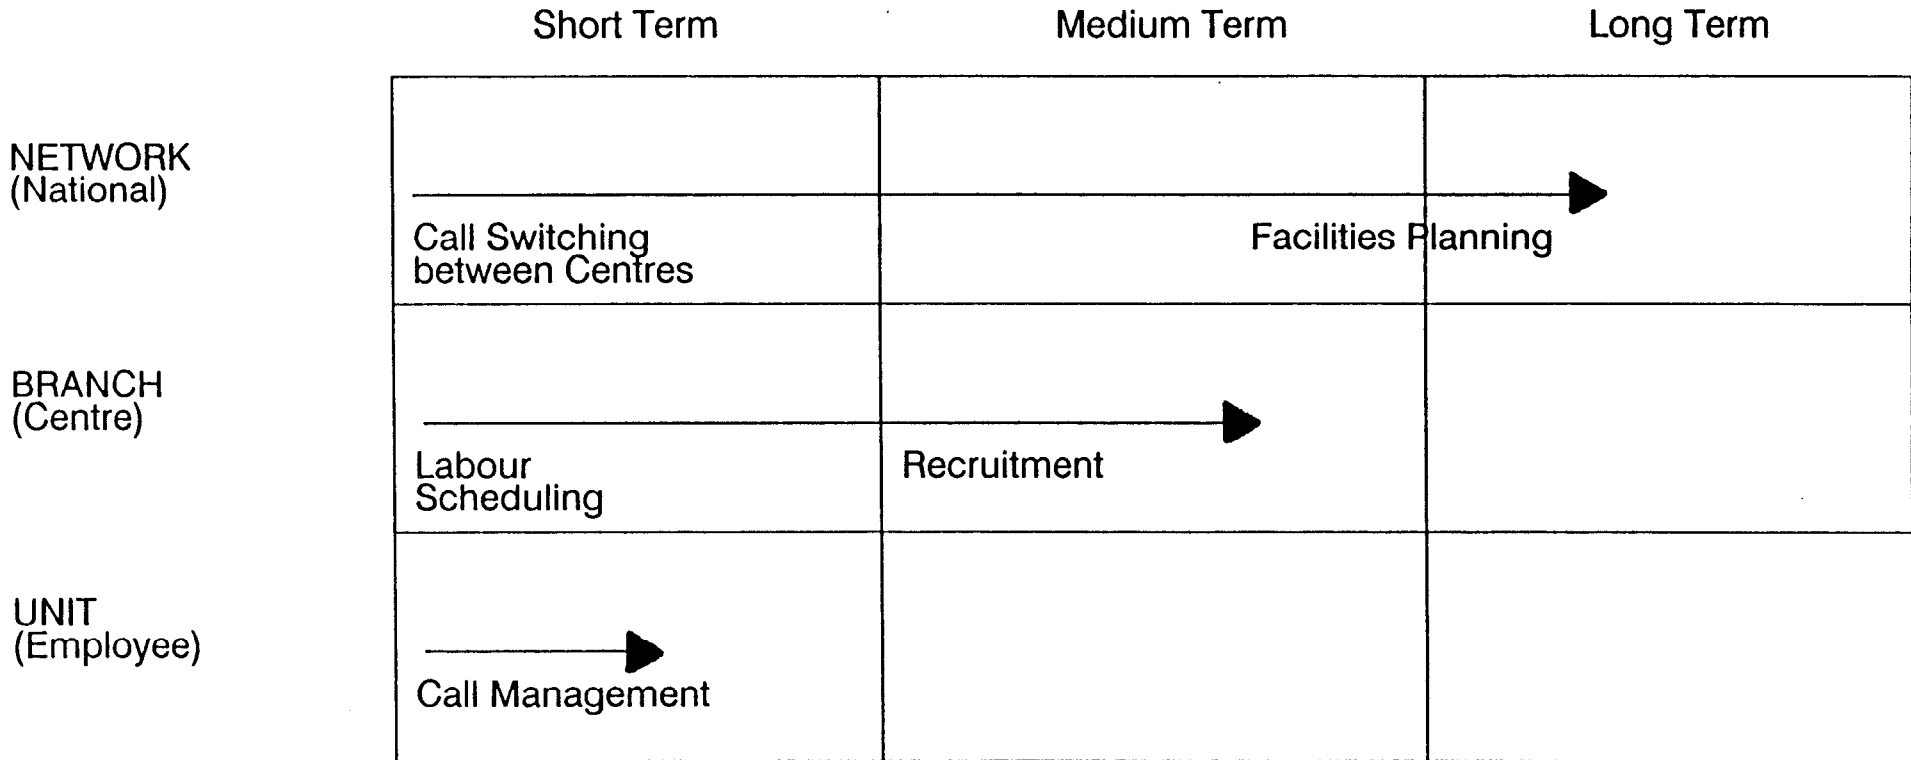 Short Term
Medium Term
Long Term
NETWORK
(National)
Call Switching
between Centres
Facilities Planning
BRANCH
(Centre)
Labour
Scheduling
Recruitment
UNIT
(Employee)
Call Management